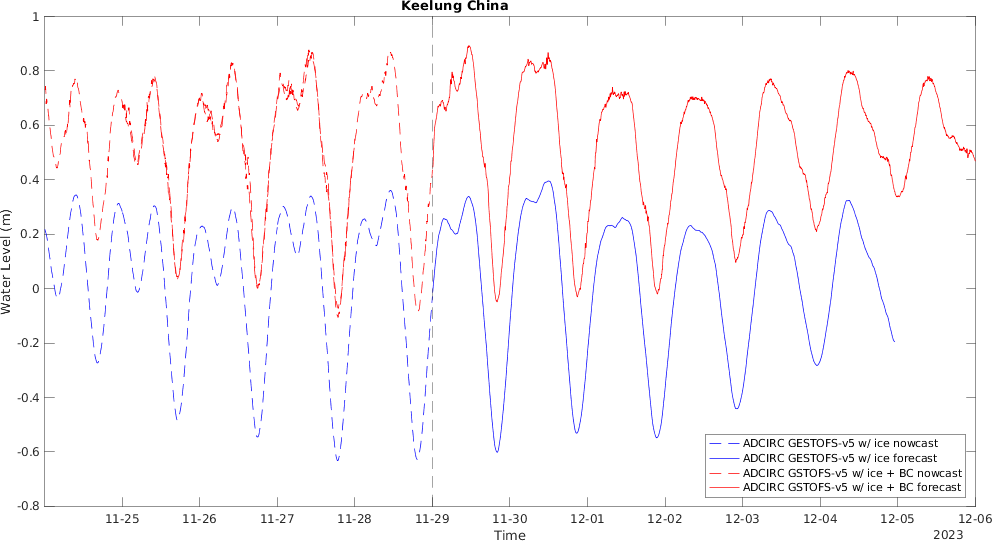 Keelung China
1
0.8
0.6
0.4
0.2
0
-0.2
-0.4
-0.6
-0.8
Water Level (m)
ADCIRC GESTOFS-v5 w/ ice nowcast
ADCIRC GESTOFS-v5 w/ ice forecast
ADCIRC GSTOFS-v5 w/ ice + BC nowcast
ADCIRC GSTOFS-v5 w/ ice + BC forecast
11-25 11-26 11-27 11-28 11-29 11-30 12-01 12-02 12-03 12-04 12-05 12-06
Time
2023